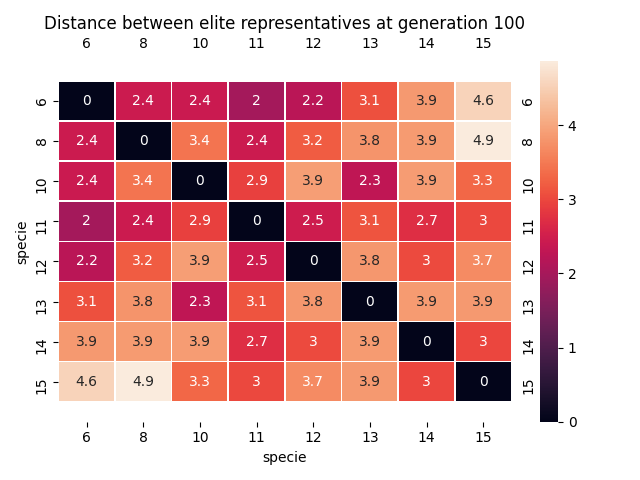 Distance between elite representatives at generation 100
6 8 10 11 12 13 14 15
6 0 2.4 2.4 2 2.2 3.1 3.9 4.6 6
8 2.4 0 3.4 2.4 3.2 3.8 3.9 4.9 8
10 2.4 3.4 0 2.9 3.9 2.3 3.9 3.3 10
11 2 2.4 2.9 0 2.5 3.1 2.7 3 11
12 2.2 3.2 3.9 2.5 0 3.8 3 3.7 12
13 3.1 3.8 2.3 3.1 3.8 0 3.9 3.9 13
14 3.9 3.9 3.9 2.7 3 3.9 0 3 14
15 4.6 4.9 3.3 3 3.7 3.9 3 0 15
6 8 10 11 12 13 14 15
specie
specie
4
3
2
1
0